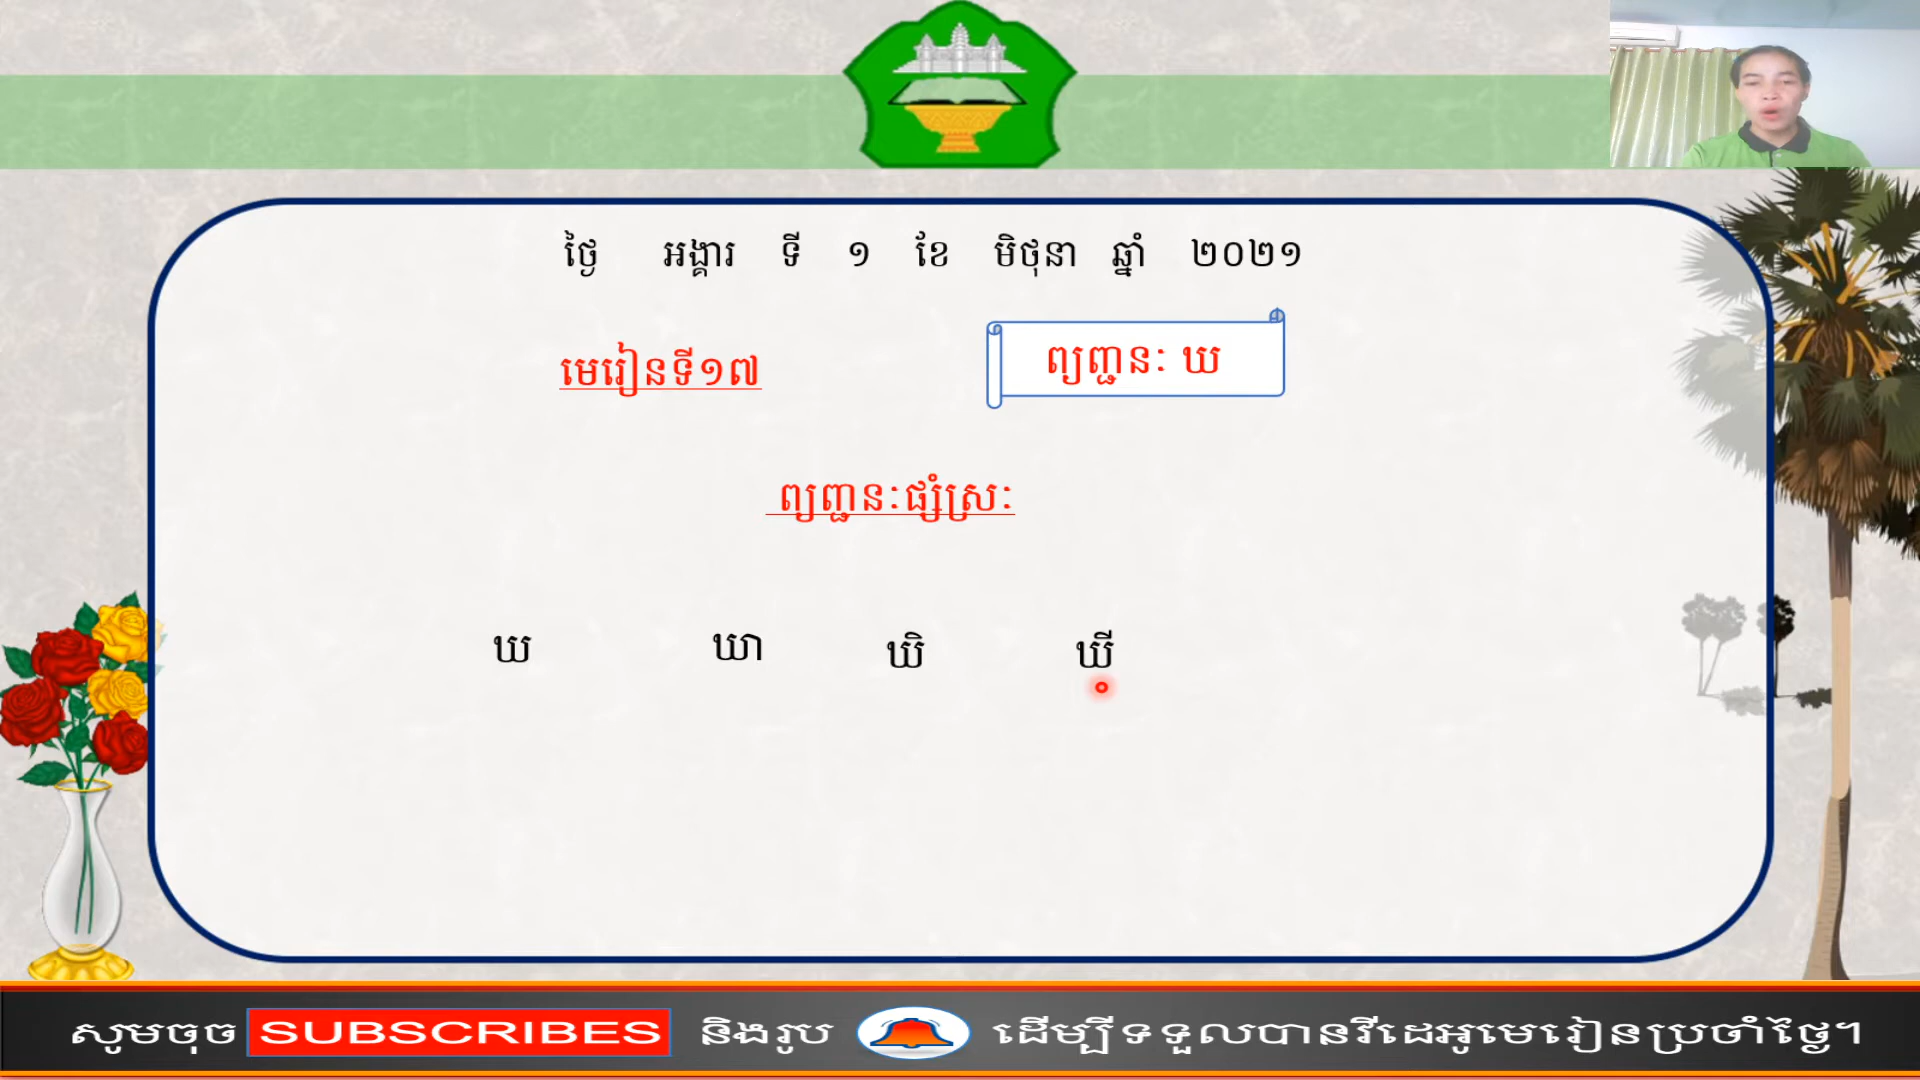 ថ្ងៃ អង្គារ ទី ១ ខែ មិថុនា ឆ្នាំ ២០២១
មេរៀនទី១៧
ព្យញ្ជនៈ ឃ
ព្យញ្ជនៈផ្សំស្រៈ
ឃ ឃា ឃិ ឃី
សូមចុច SUBSCRIBES និងរូប ដើម្បីទទួលបានវីដេអូមេរៀនប្រចាំថ្ងៃ។